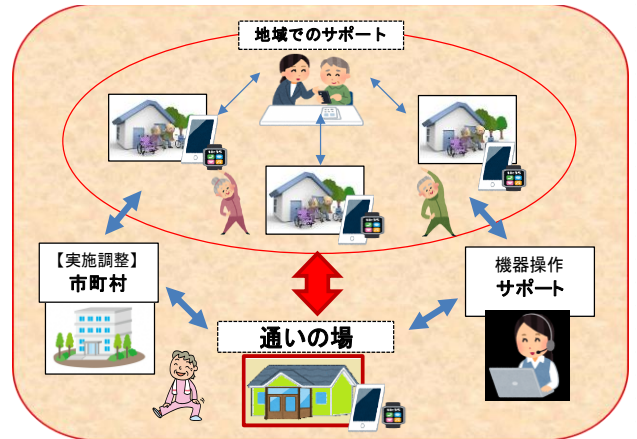 地域でのサポート
【実施調整】
市町村
機器操作
サポート
通いの場